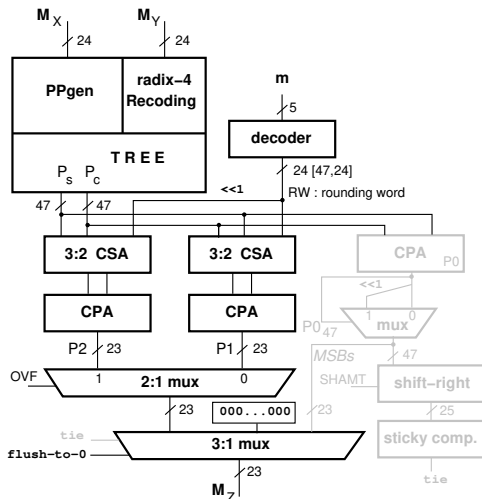 M X
M Y
24
24
PPgen
radix−4
Recoding
m
5
decoder
T R E E
P s
P c
24 [47,24]
<<1
RW : rounding word
47
47
3:2 CSA
3:2 CSA
CPA
P0
<<1
CPA
CPA
1
0
mux
P0
47
P2
23
P1
23
MSBs
47
OVF
1
2:1 mux
0
SHAMT
shift−right
23
000...000
23
25
tie
3:1 mux
sticky comp.
flush−to−0
23
tie
M Z